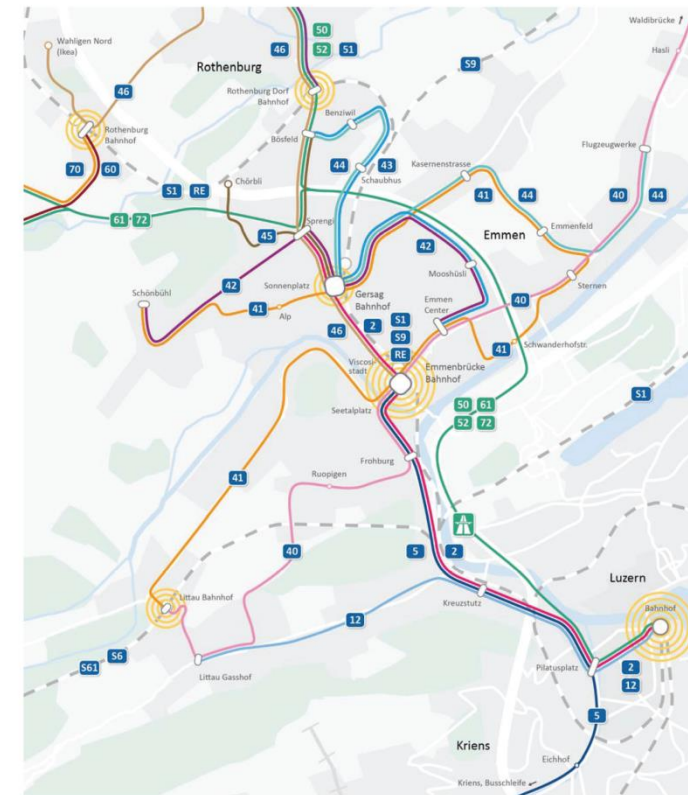 Waldibrücke
Wahligen Nord
(Ikea)
46
46
50
52
S1
Hasli
Rothenburg
S9
Rothenburg Dorf
Bahnhof
Benziwil
Rothenburg
Bahnhof
Bösfeld
Kasernenstrasse
Flugzeugwerke
70
60
44
43
Schaubhus
S1
RE
Chörbli
41
44
40
44
61
72
Sprengi
Emmenfeld
45
42
Emmen
42
Mooshüsli
Sonnenplatz
Sternen
Schönbühl
41
Gersag
Bahnhof
Emmen
Center
40
Alp
46
2
S1
S9
RE
41
Schwanderhofstr.
Viscosi-
stadt
Emmenbrücke
Bahnhof
S1
50
61
52
72
Seetalplatz
Frohburg
41
Ruopigen
40
5
2
Luzern
Littau Bahnhof
Kreuzstutz
Bahnhof
12
S6
S61
Littau Gasshof
Pilatusplatz
2
12
5
Kriens
Eichhof
Kriens, Busschleife